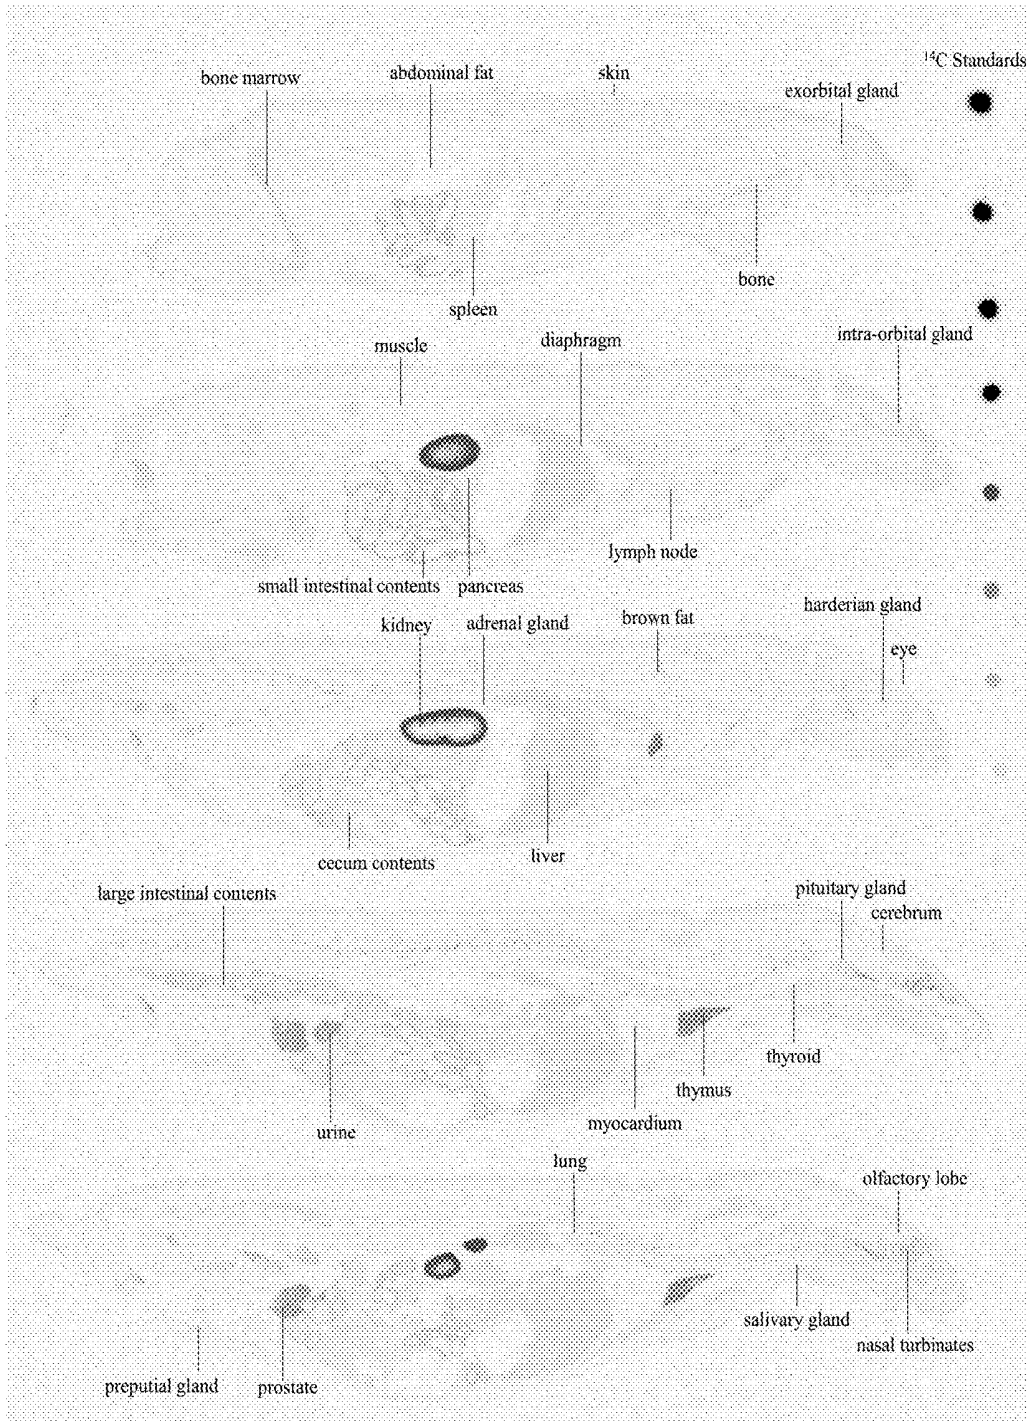 ¹⁴C Standards
bone marrow
abdominal fat
skin
exorbital gland
bone
spleen
muscle
diaphragm
intra-orbital gland
lymph node
small intestinal contents
pancreas
kidney
adrenal gland
brown fat
harderian gland
eye
cecum contents
liver
large intestinal contents
pituitary gland
cerebrum
thyroid
thymus
myocardium
urine
lung
olfactory lobe
salivary gland
nasal turbinates
preputial gland
prostate